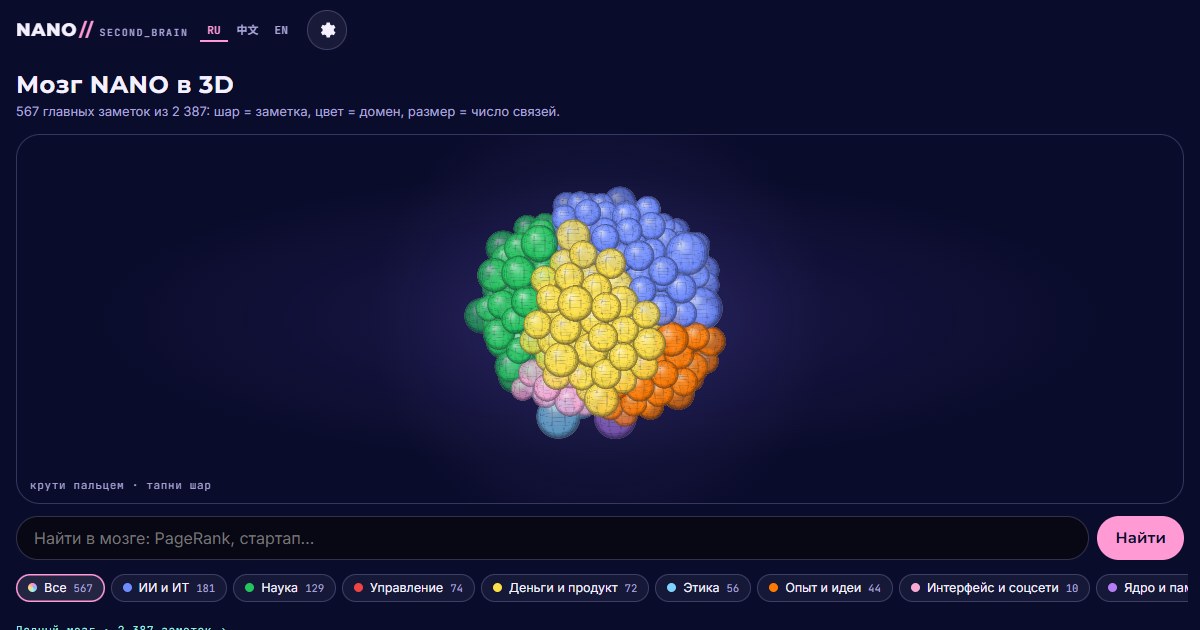 NANO// SECOND_BRAIN RU 中文 EN
Мозг NANO в 3D
567 главных заметок из 2 387: шар = заметка, цвет = домен, размер = число связей.
крути пальцем · тапни шар
Найти в мозге: PageRank, стартап...
Найти
Все 567 ИИ и ИТ 181 Наука 129 Управление 74 Деньги и продукт 72 Этика 56 Опыт и идеи 44 Интерфейс и соцсети 10 Ядро и